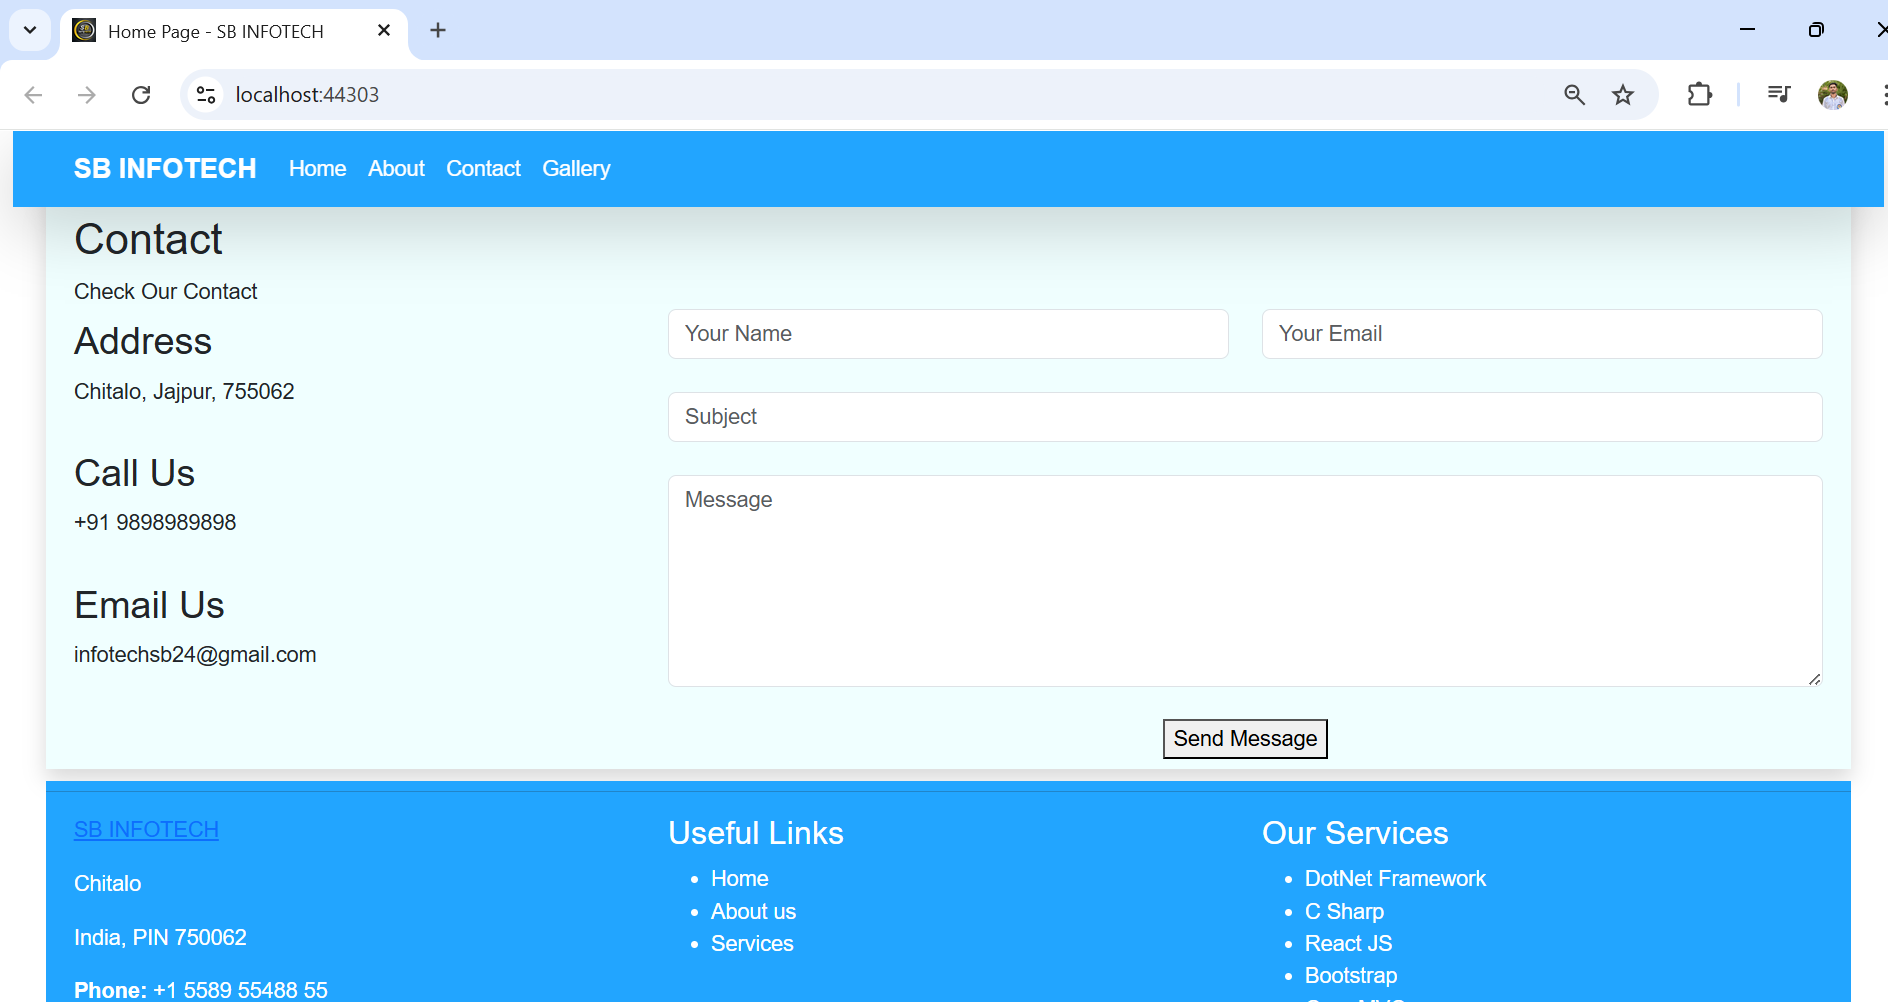 Home Page - SB INFOTECH
localhost:44303
SB INFOTECH Home About Contact Gallery
Contact
Check Our Contact
Address
Chitalo, Jajpur, 755062
Call Us
+91 9898989898
Email Us
infotechsb24@gmail.com
Your Name
Your Email
Subject
Message
Send Message
SB INFOTECH
Chitalo
India, PIN 750062
Phone: +1 5589 55488 55
Useful Links
Home
About us
Services
Our Services
DotNet Framework
C Sharp
React JS
Bootstrap